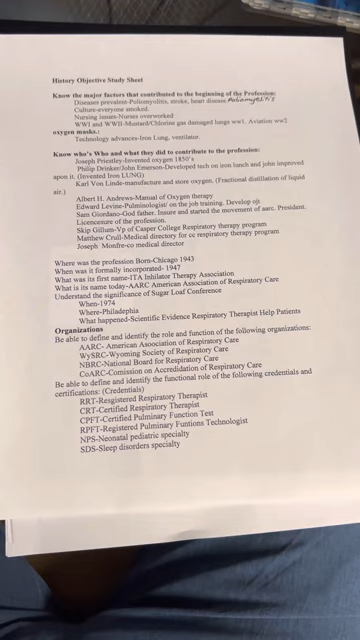 History Objective Study Sheet
Know the major factors that contributed to the beginning of the Profession:
Diseases prevalent-Poliomyolitis, stroke, heart disease Poliomyelitis
Culture-everyone smoked.
Nursing issues-Nurses overworked
WWI and WWII-Mustard/Chlorine gas damaged lungs ww1. Aviation ww2
oxygen masks.:
Technology advances-Iron Lung, ventilator.
Know who's Who and what they did to contribute to the profession:
Joseph Priestley-Invented oxygen 1850's
Philip Drinker/John Emerson-Developed tech on iron lunch and john improved
apon it. (Invented Iron LUNG)
Karl Von Linde-manufacture and store oxygen. (Fractional distillation of liquid
air.)
Albert H. Andrews-Manual of Oxygen therapy
Edward Levine-Pulminologist/ on the job training. Develop ojt
Sam Giordano-God father. Insure and started the movement of aarc. President.
Licencesure of the profession.
Skip Gillum-Vp of Casper College Respiratory therapy program
Matthew Crull-Medical directory for cc respiratory therapy program
Joseph Monfre-co medical director
Where was the profession Born-Chicago 1943
When was it formally incorporated- 1947
What was its first name-ITA Inhilator Therapy Association
What is its name today-AARC American Association of Respiratory Care
Understand the significance of Sugar Loaf Conference
When-1974
Where-Philadephia
What happened-Scientific Evidence Respiratory Therapist Help Patients
Organizations
Be able to define and identify the role and function of the following organizations:
AARC- American Assoication of Respiratory Care
WySRC-Wyoming Society of Respiratory Care
NBRC-National Board for Respiratory Care
CoARC-Comission on Accredidation of Respiratory Care
Be able to define and identify the functional role of the following credentials and
certifications: (Credentials)
RRT-Resgistered Respiratory Therapist
CRT-Certified Respiratory Therapist
CPFT-Certified Pulmonary Function Test
RPFT-Registered Pulmonary Funtions Technologist
NPS-Neonatal pediatric specialty
SDS-Sleep disorders specialty